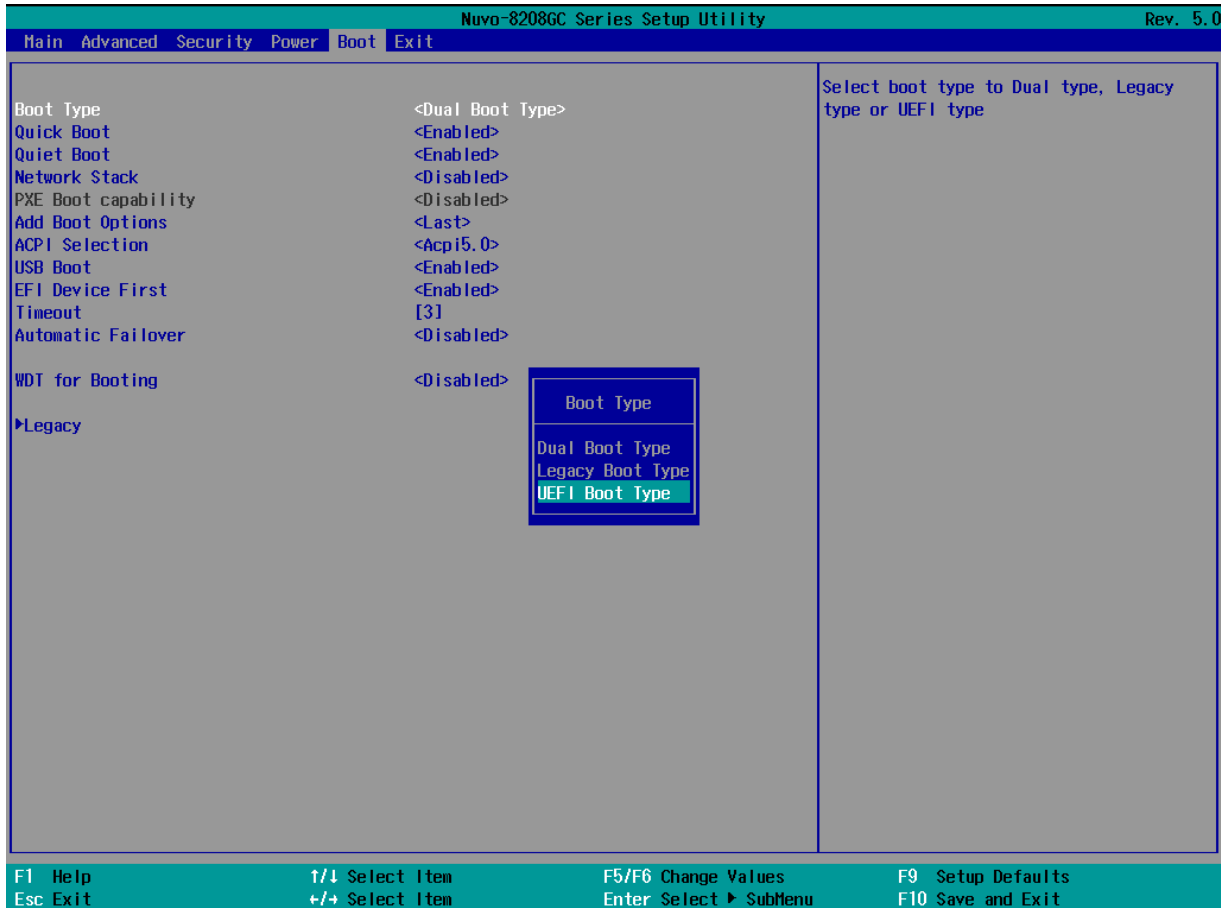 Nuvo-8208GC Series Setup Utility Rev. 5.0
Main Advanced Security Power Boot Exit
Boot Type <Dual Boot Type>
Quick Boot <Enabled>
Quiet Boot <Enabled>
Network Stack <Disabled>
PXE Boot capability <Disabled>
Add Boot Options <Last>
ACPI Selection <Acpi5.0>
USB Boot <Enabled>
EFI Device First <Enabled>
Timeout [3]
Automatic Failover <Disabled>
WDT for Booting <Disabled>
▶Legacy
Boot Type
Dual Boot Type
Legacy Boot Type
UEFI Boot Type
Select boot type to Dual type, Legacy
type or UEFI type
F1 Help ↑/↓ Select Item F5/F6 Change Values F9 Setup Defaults
Esc Exit ←/→ Select Item Enter Select ▶ SubMenu F10 Save and Exit